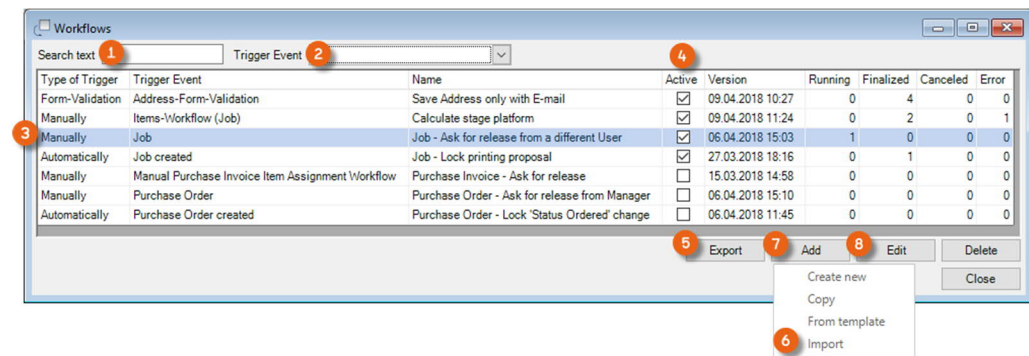 Workflows
Search text 1 Trigger Event 2 4
Type of Trigger Trigger Event Name Active Version Running Finalized Canceled Error
Form-Validation Address-Form-Validation Save Address only with E-mail 09.04.2018 10:27 0 4 0 0
Manually Items-Workflow (Job) Calculate stage platform 09.04.2018 11:24 0 2 0 1
3 Manually Job Job - Ask for release from a different User 06.04.2018 15:03 1 0 0 0
Automatically Job created Job - Lock printing proposal 27.03.2018 18:16 0 1 0 0
Manually Manual Purchase Invoice Item Assignment Workflow Purchase Invoice - Ask for release 15.03.2018 14:58 0 0 0 0
Manually Purchase Order Purchase Order - Ask for release from Manager 06.04.2018 15:10 0 0 0 0
Automatically Purchase Order created Purchase Order - Lock 'Status Ordered' change 06.04.2018 11:45 0 0 0 0
5 Export 7 Add 8 Edit Delete
Create new Close
Copy
From template
6 Import